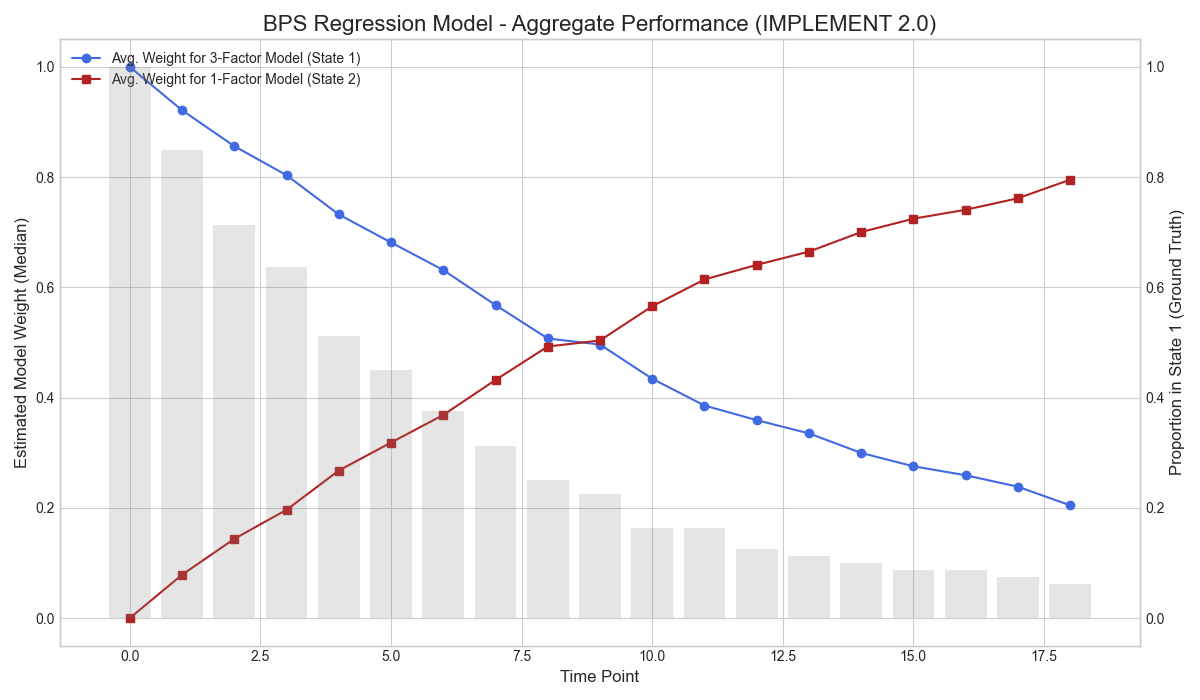 BPS Regression Model - Aggregate Performance (IMPLEMENT 2.0)
Avg. Weight for 3-Factor Model (State 1)
Avg. Weight for 1-Factor Model (State 2)
Estimated Model Weight (Median)
1.0
0.8
0.6
0.4
0.2
0.0
1.0
0.8
0.6
0.4
0.2
0.0
Proportion in State 1 (Ground Truth)
0.0 2.5 5.0 7.5 10.0 12.5 15.0 17.5
Time Point